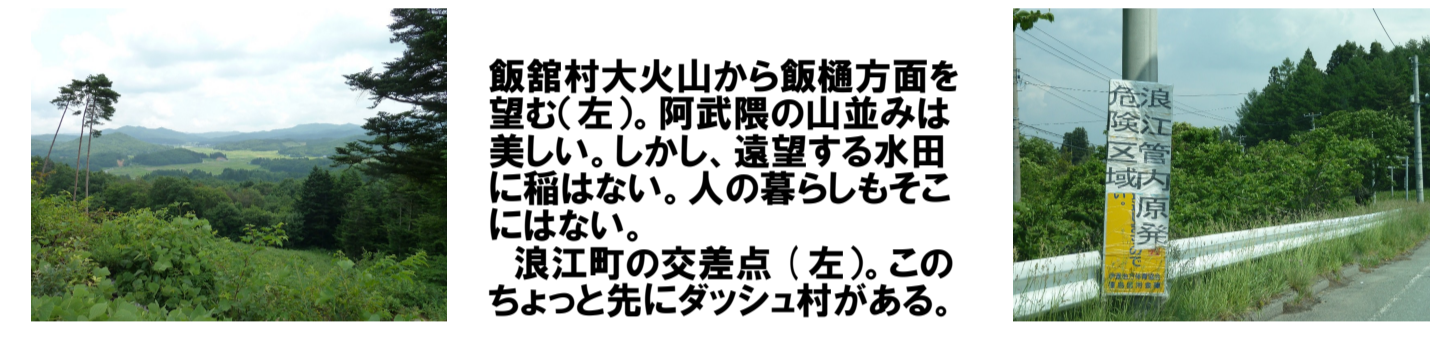 飯舘村大火山から飯樋方面を
望む(左)。阿武隈の山並みは
美しい。しかし、遠望する水田
に稲はない。人の暮らしもそこ
にはない。
浪江町の交差点(左)。この
ちょっと先にダッシュ村がある。
浪江管内原発
危険区域